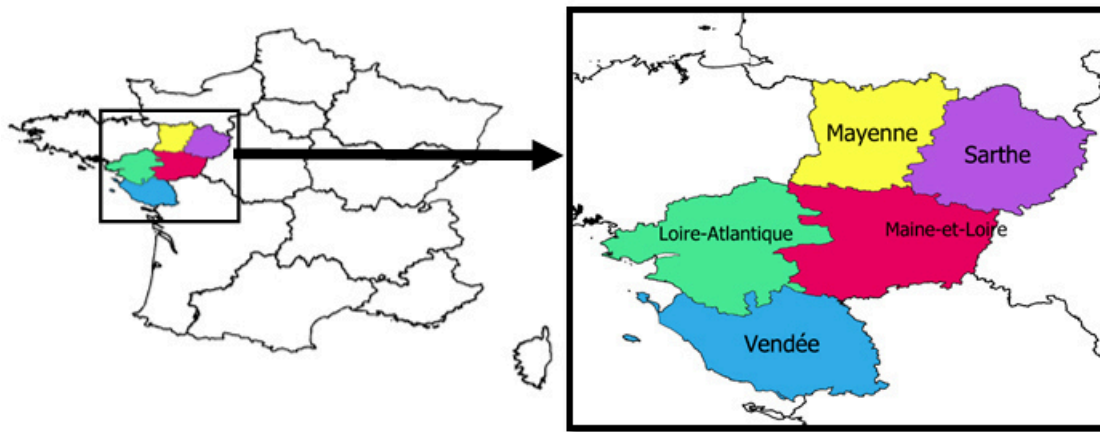 Mayenne
Sarthe
Loire-Atlantique
Maine-et-Loire
Vendée